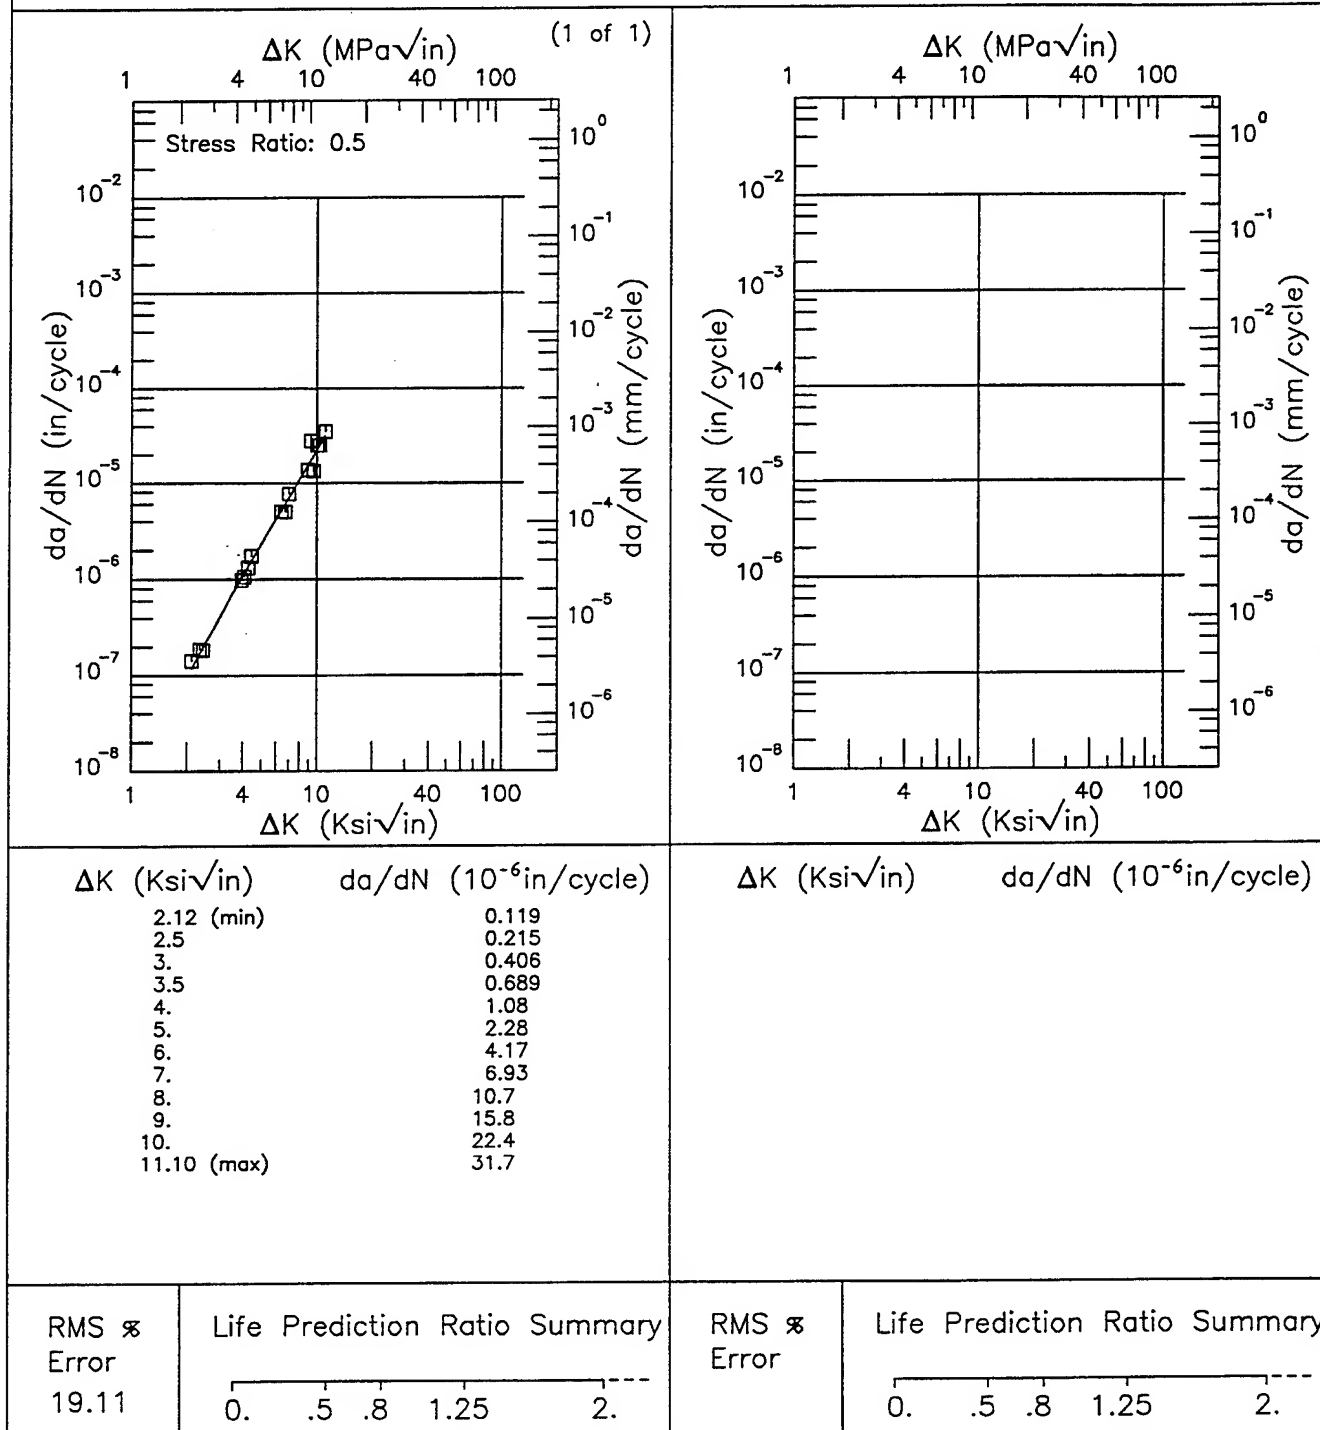 (1 of 1)
ΔK (MPa√in)
1 4 10 40 100
Stress Ratio: 0.5
da/dN (in/cycle)
10⁻²
10⁻³
10⁻⁴
10⁻⁵
10⁻⁶
10⁻⁷
10⁻⁸
da/dN (mm/cycle)
10⁰
10⁻¹
10⁻²
10⁻³
10⁻⁴
10⁻⁵
10⁻⁶
1 4 10 40 100
ΔK (Ksi√in)
ΔK (MPa√in)
1 4 10 40 100
da/dN (in/cycle)
10⁻²
10⁻³
10⁻⁴
10⁻⁵
10⁻⁶
10⁻⁷
10⁻⁸
da/dN (mm/cycle)
10⁰
10⁻¹
10⁻²
10⁻³
10⁻⁴
10⁻⁵
10⁻⁶
1 4 10 40 100
ΔK (Ksi√in)
ΔK (Ksi√in) da/dN (10⁻⁶in/cycle)
2.12 (min) 0.119
2.5 0.215
3. 0.406
3.5 0.689
4. 1.08
5. 2.28
6. 4.17
7. 6.93
8. 10.7
9. 15.8
10. 22.4
11.10 (max) 31.7
ΔK (Ksi√in) da/dN (10⁻⁶in/cycle)
RMS %
Error
19.11
Life Prediction Ratio Summary
0. .5 .8 1.25 2.
RMS %
Error
Life Prediction Ratio Summary
0. .5 .8 1.25 2.